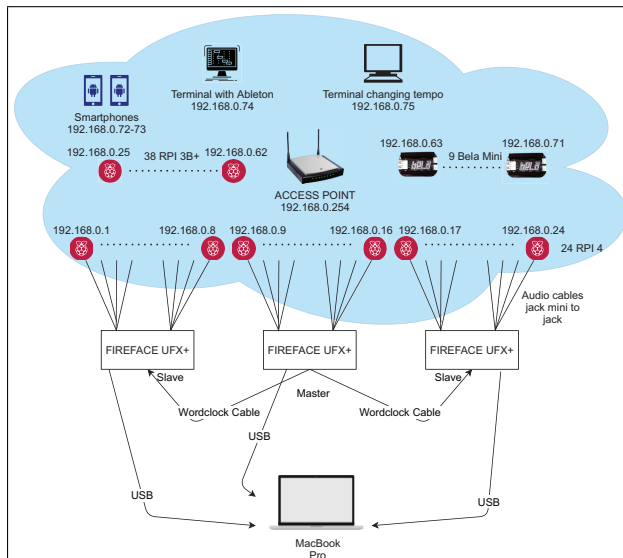 Smartphones
192.168.0.72-73
Terminal with Ableton
192.168.0.74
Terminal changing tempo
192.168.0.75
192.168.0.25
38 RPI 3B+
192.168.0.62
ACCESS POINT
192.168.0.254
192.168.0.63
9 Bela Mini
192.168.0.71
192.168.0.1
192.168.0.8
192.168.0.9
192.168.0.16
192.168.0.17
192.168.0.24
24 RPI 4
Audio cables
jack mini to
jack
FIREFACE UFX+
FIREFACE UFX+
FIREFACE UFX+
Slave
Master
Slave
Wordclock Cable
Wordclock Cable
USB
USB
USB
MacBook
Pro